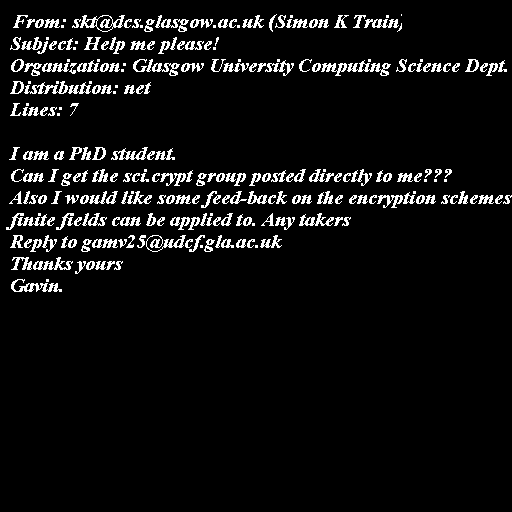 From: skt@dcs.glasgow.ac.uk (Simon K Train)
Subject: Help me please!
Organization: Glasgow University Computing Science Dept.
Distribution: net
Lines: 7
I am a PhD student.
Can I get the sci.crypt group posted directly to me???
Also I would like some feed-back on the encryption schemes
finite fields can be applied to. Any takers
Reply to gamv25@udcf.gla.ac.uk
Thanks yours
Gavin.